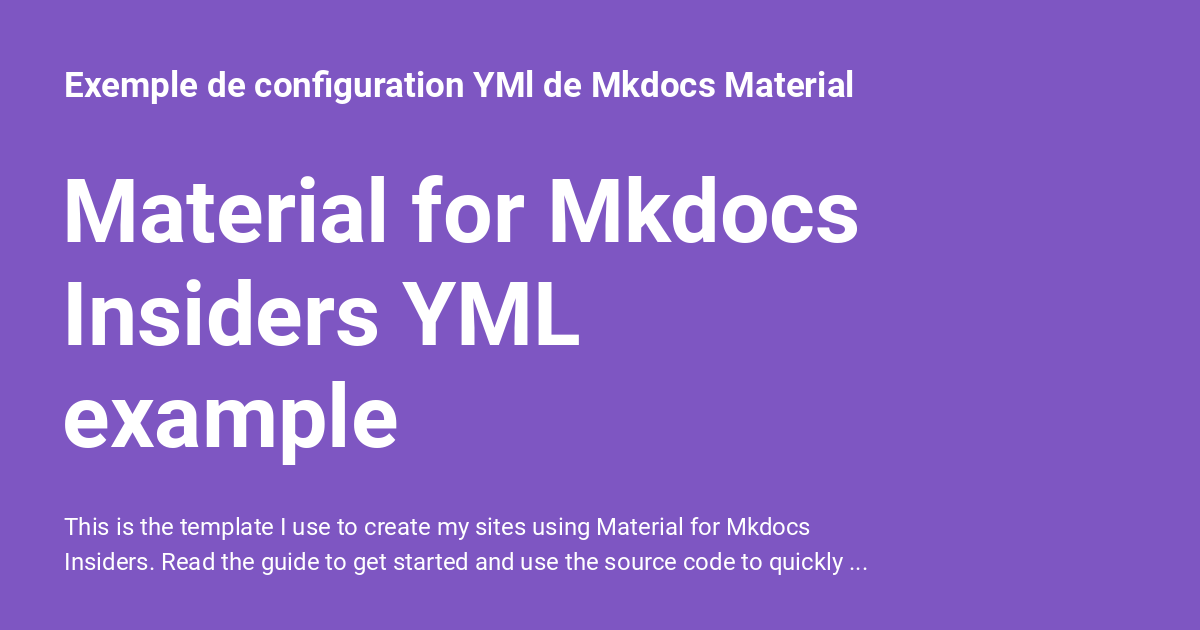 Exemple de configuration YMl de Mkdocs Material
Material for Mkdocs
Insiders YML
example
This is the template I use to create my sites using Material for Mkdocs
Insiders. Read the guide to get started and use the source code to quickly ...